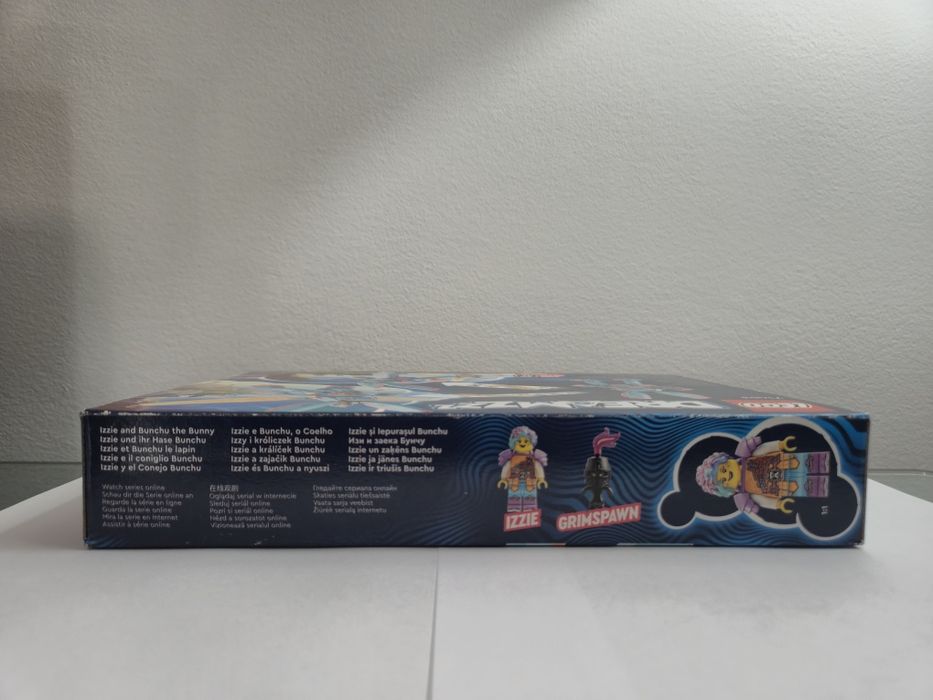 Izzie and Bunchu the Bunny
Izzie und ihr Hase Bunchu
Izzie et Bunchu le lapin
Izzie e il coniglio Bunchu
Izzie y el Conejo Bunchu
Izzie e Bunchu, o Coelho
Izzy i króliczek Bunchu
Izzie a králíček Bunchu
Izzie a zajačik Bunchu
Izzie és Bunchu a nyuszi
Izzie și Iepurașul Bunchu
Изи и заека Бунчу
Izzie un zaķēns Bunchu
Izzie ja jänes Bunchu
Izzie ir triušis Bunchu
Watch series online
Schau dir die Serie online an
Regarde la série en ligne
Guarda la serie online
Mira la serie en Internet
Assistir à série online
在线观剧
Oglądaj serial w internecie
Sleduj seriál online
Pozri si seriál online
Nézd a sorozatot online
Vizionează serialul online
Гледайте сериала онлайн
Skaties seriālu tiešsaistē
Vaata sarja veebist
Žiūrėk serialą internetu
IZZIE
GRIMSPAWN
1:1
LEGO